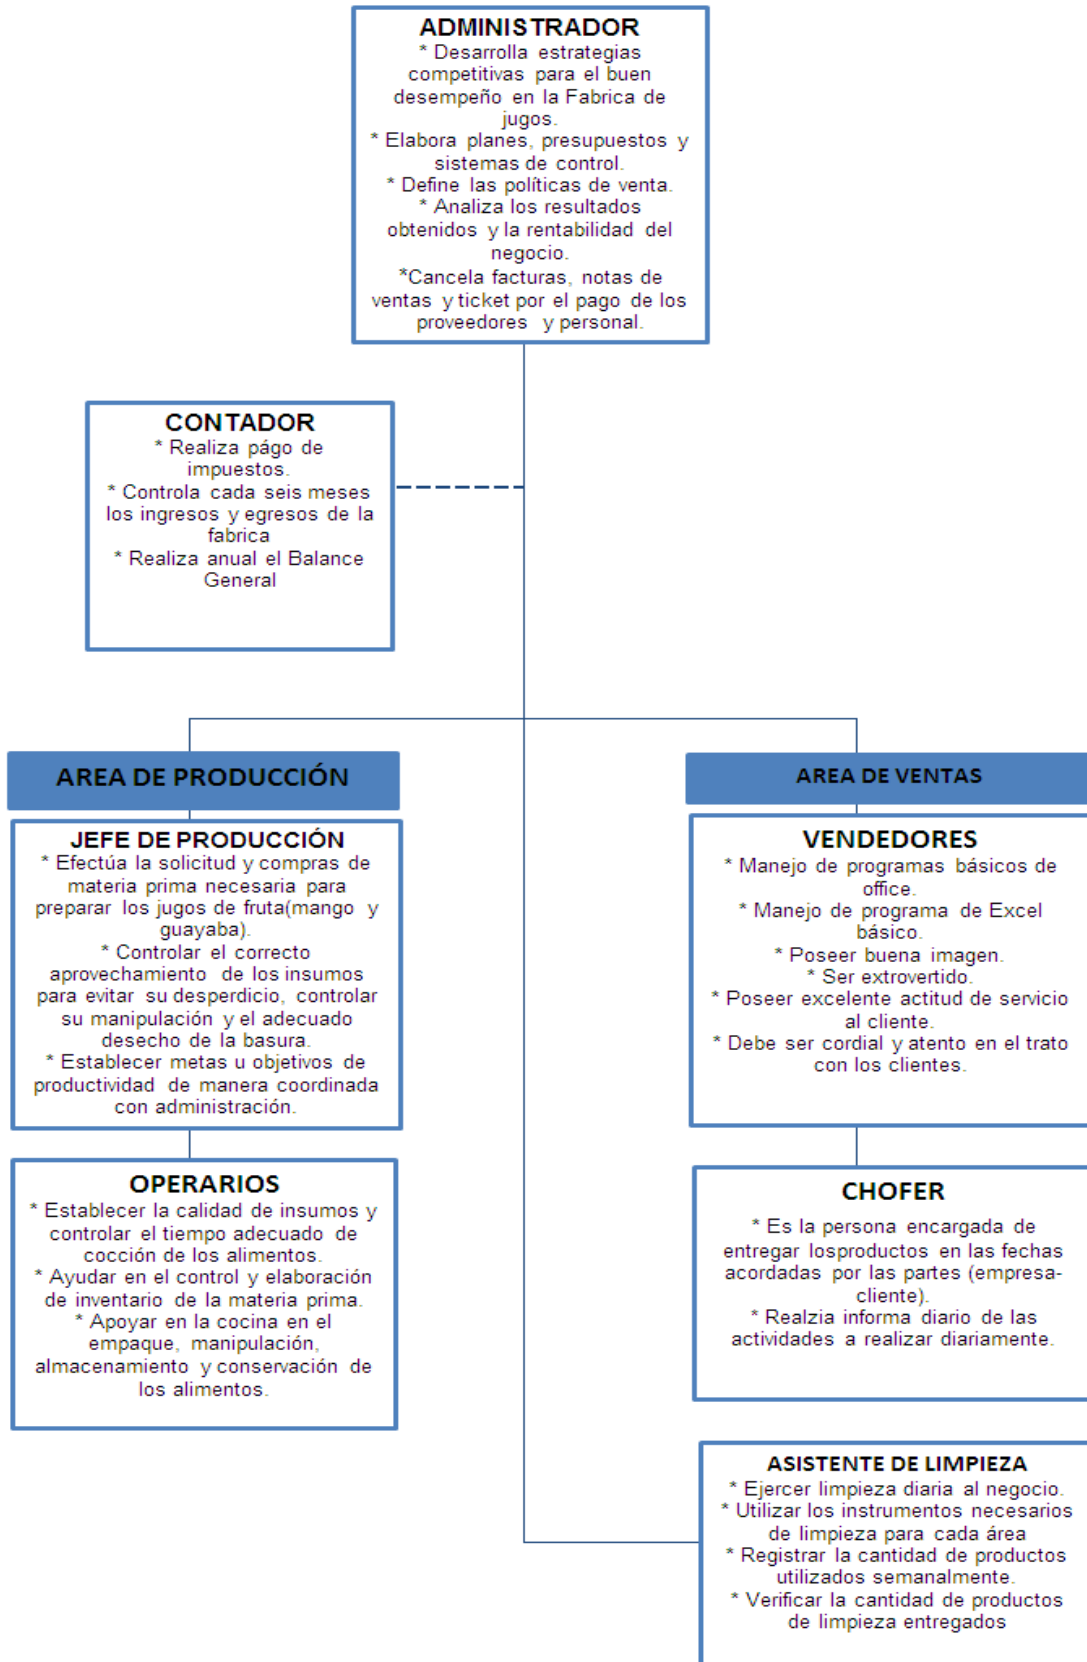 ADMINISTRADOR
* Desarrolla estrategias
competitivas para el buen
desempeño en la Fabrica de
jugos.
* Elabora planes, presupuestos y
sistemas de control.
* Define las políticas de venta.
* Analiza los resultados
obtenidos y la rentabilidad del
negocio.
*Cancela facturas, notas de
ventas y ticket por el pago de los
proveedores y personal.
CONTADOR
* Realiza págo de
impuestos.
* Controla cada seis meses
los ingresos y egresos de la
fabrica
* Realiza anual el Balance
General
AREA DE PRODUCCIÓN
JEFE DE PRODUCCIÓN
* Efectúa la solicitud y compras de
materia prima necesaria para
preparar los jugos de fruta(mango y
guayaba).
* Controlar el correcto
aprovechamiento de los insumos
para evitar su desperdicio, controlar
su manipulación y el adecuado
desecho de la basura.
* Establecer metas u objetivos de
productividad de manera coordinada
con administración.
OPERARIOS
* Establecer la calidad de insumos y
controlar el tiempo adecuado de
cocción de los alimentos.
* Ayudar en el control y elaboración
de inventario de la materia prima.
* Apoyar en la cocina en el
empaque, manipulación,
almacenamiento y conservación de
los alimentos.
AREA DE VENTAS
VENDEDORES
* Manejo de programas básicos de
office.
* Manejo de programa de Excel
básico.
* Poseer buena imagen.
* Ser extrovertido.
* Poseer excelente actitud de servicio
al cliente.
* Debe ser cordial y atento en el trato
con los clientes.
CHOFER
* Es la persona encargada de
entregar losproductos en las fechas
acordadas por las partes (empresa-
cliente).
* Realzia informa diario de las
actividades a realizar diariamente.
ASISTENTE DE LIMPIEZA
* Ejercer limpieza diaria al negocio.
* Utilizar los instrumentos necesarios
de limpieza para cada área
* Registrar la cantidad de productos
utilizados semanalmente.
* Verificar la cantidad de productos
de limpieza entregados